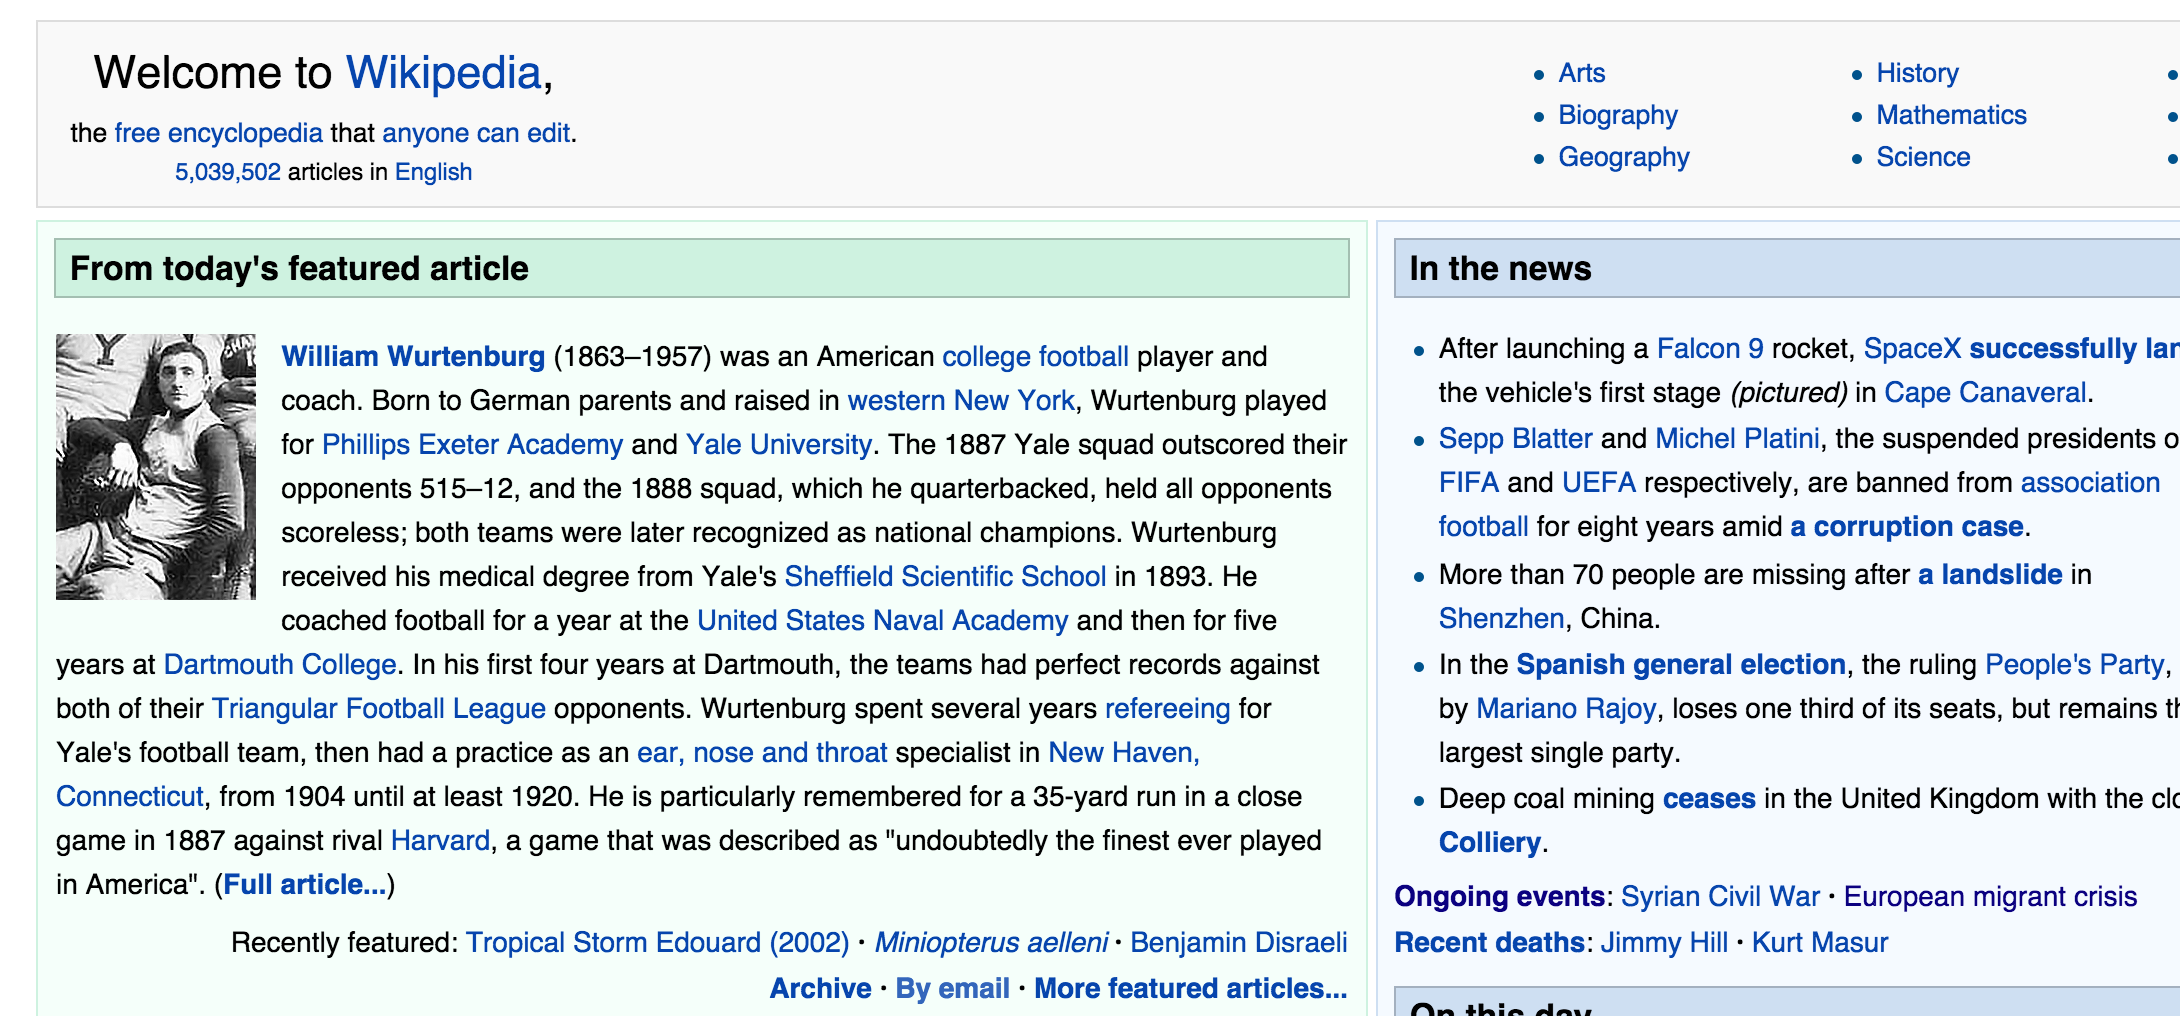 Welcome to Wikipedia,
the free encyclopedia that anyone can edit.
5,039,502 articles in English
• Arts
• Biography
• Geography
• History
• Mathematics
• Science
From today's featured article
William Wurtenburg (1863–1957) was an American college football player and
coach. Born to German parents and raised in western New York, Wurtenburg played
for Phillips Exeter Academy and Yale University. The 1887 Yale squad outscored their
opponents 515–12, and the 1888 squad, which he quarterbacked, held all opponents
scoreless; both teams were later recognized as national champions. Wurtenburg
received his medical degree from Yale's Sheffield Scientific School in 1893. He
coached football for a year at the United States Naval Academy and then for five
years at Dartmouth College. In his first four years at Dartmouth, the teams had perfect records against
both of their Triangular Football League opponents. Wurtenburg spent several years refereeing for
Yale's football team, then had a practice as an ear, nose and throat specialist in New Haven,
Connecticut, from 1904 until at least 1920. He is particularly remembered for a 35-yard run in a close
game in 1887 against rival Harvard, a game that was described as "undoubtedly the finest ever played
in America". (Full article...)
Recently featured: Tropical Storm Edouard (2002) · Miniopterus aelleni · Benjamin Disraeli
Archive · By email · More featured articles...
In the news
• After launching a Falcon 9 rocket, SpaceX successfully
the vehicle's first stage (pictured) in Cape Canaveral.
• Sepp Blatter and Michel Platini, the suspended presidents
FIFA and UEFA respectively, are banned from association
football for eight years amid a corruption case.
• More than 70 people are missing after a landslide in
Shenzhen, China.
• In the Spanish general election, the ruling People's Party,
by Mariano Rajoy, loses one third of its seats, but remains
largest single party.
• Deep coal mining ceases in the United Kingdom with the
Colliery.
Ongoing events: Syrian Civil War · European migrant crisis
Recent deaths: Jimmy Hill · Kurt Masur
On this day